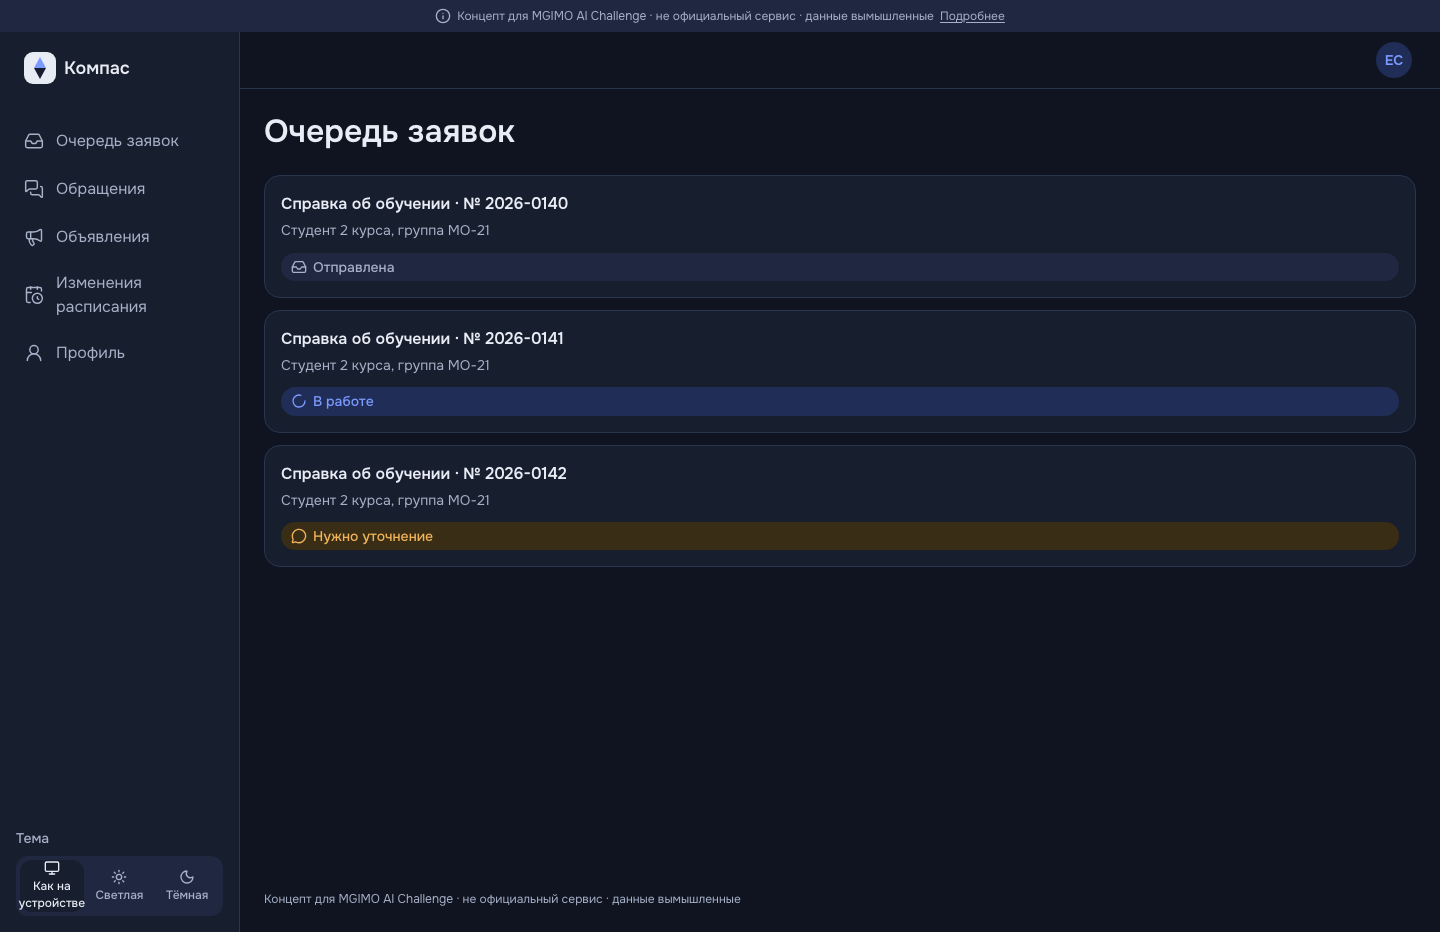 Концепт для MGIMO AI Challenge · не официальный сервис · данные вымышленные Подробнее
Компас
ЕС
Очередь заявок
Обращения
Объявления
Изменения
расписания
Профиль
Тема
Как на
устройстве
Светлая
Тёмная
Очередь заявок
Справка об обучении · № 2026-0140
Студент 2 курса, группа МО-21
Отправлена
Справка об обучении · № 2026-0141
Студент 2 курса, группа МО-21
В работе
Справка об обучении · № 2026-0142
Студент 2 курса, группа МО-21
Нужно уточнение
Концепт для MGIMO AI Challenge · не официальный сервис · данные вымышленные